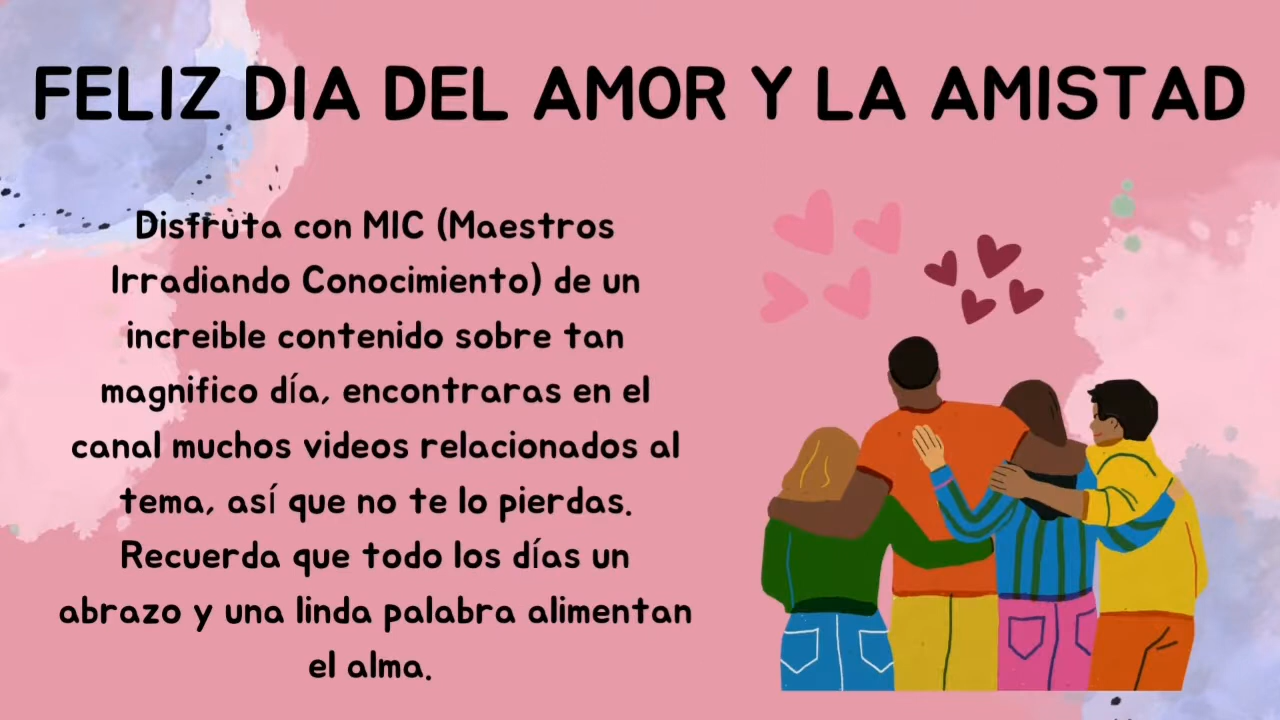 FELIZ DIA DEL AMOR Y LA AMISTAD
Disfruta con MIC (Maestros
Irradiando Conocimiento) de un
increible contenido sobre tan
magnifico día, encontraras en el
canal muchos videos relacionados al
tema, así que no te lo pierdas.
Recuerda que todo los días un
abrazo y una linda palabra alimentan
el alma.